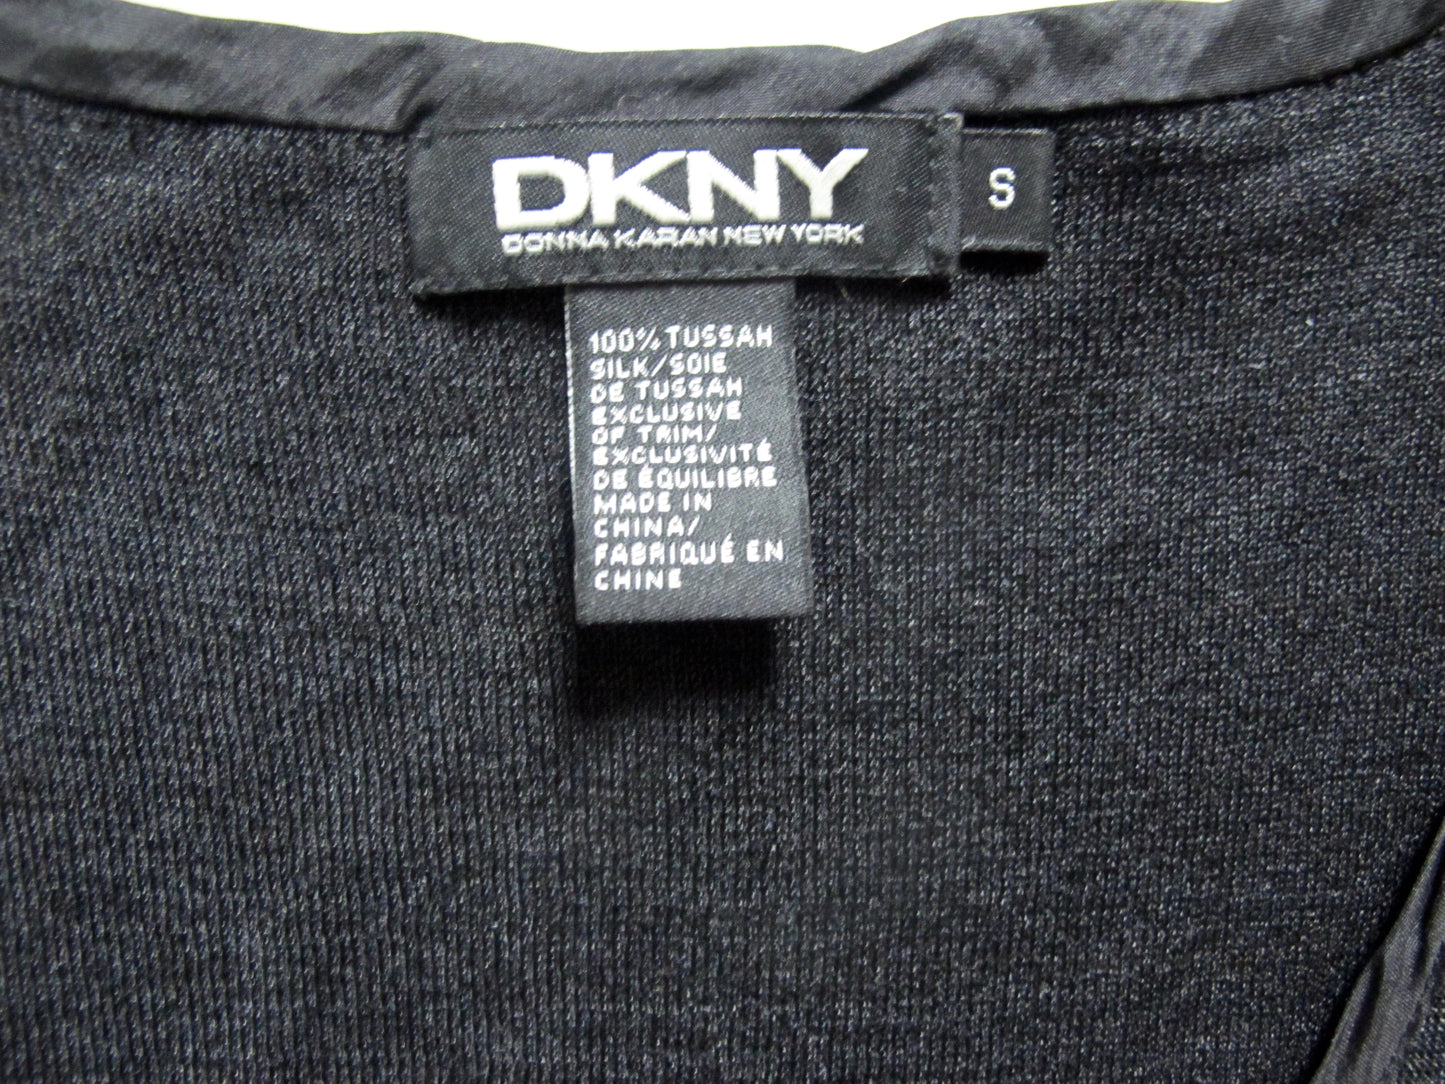 DKNY
DONNA KARAN NEW YORK
S
100% TUSSAH
SILK/SOIE
DE TUSSAH
EXCLUSIVE
OF TRIM/
EXCLUSIVITÉ
DE ÉQUILIBRE
MADE IN
CHINA/
FABRIQUÉ EN
CHINE